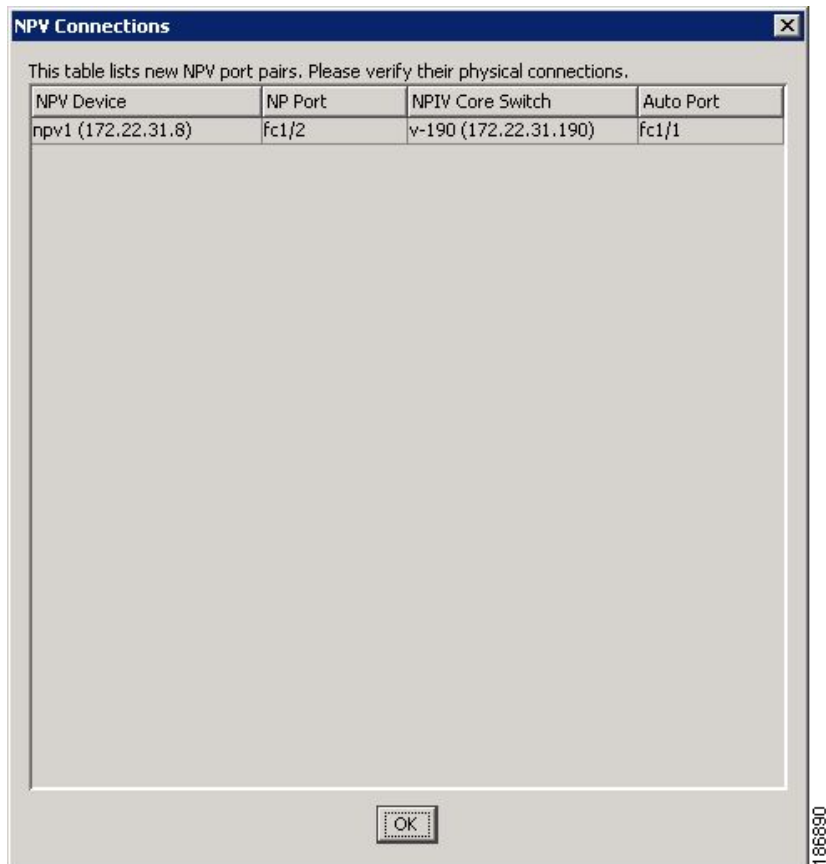 NPV Connections
This table lists new NPV port pairs. Please verify their physical connections.
NPV Device NP Port NPIV Core Switch Auto Port
npv1 (172.22.31.8) fc1/2 v-190 (172.22.31.190) fc1/1
OK
186890